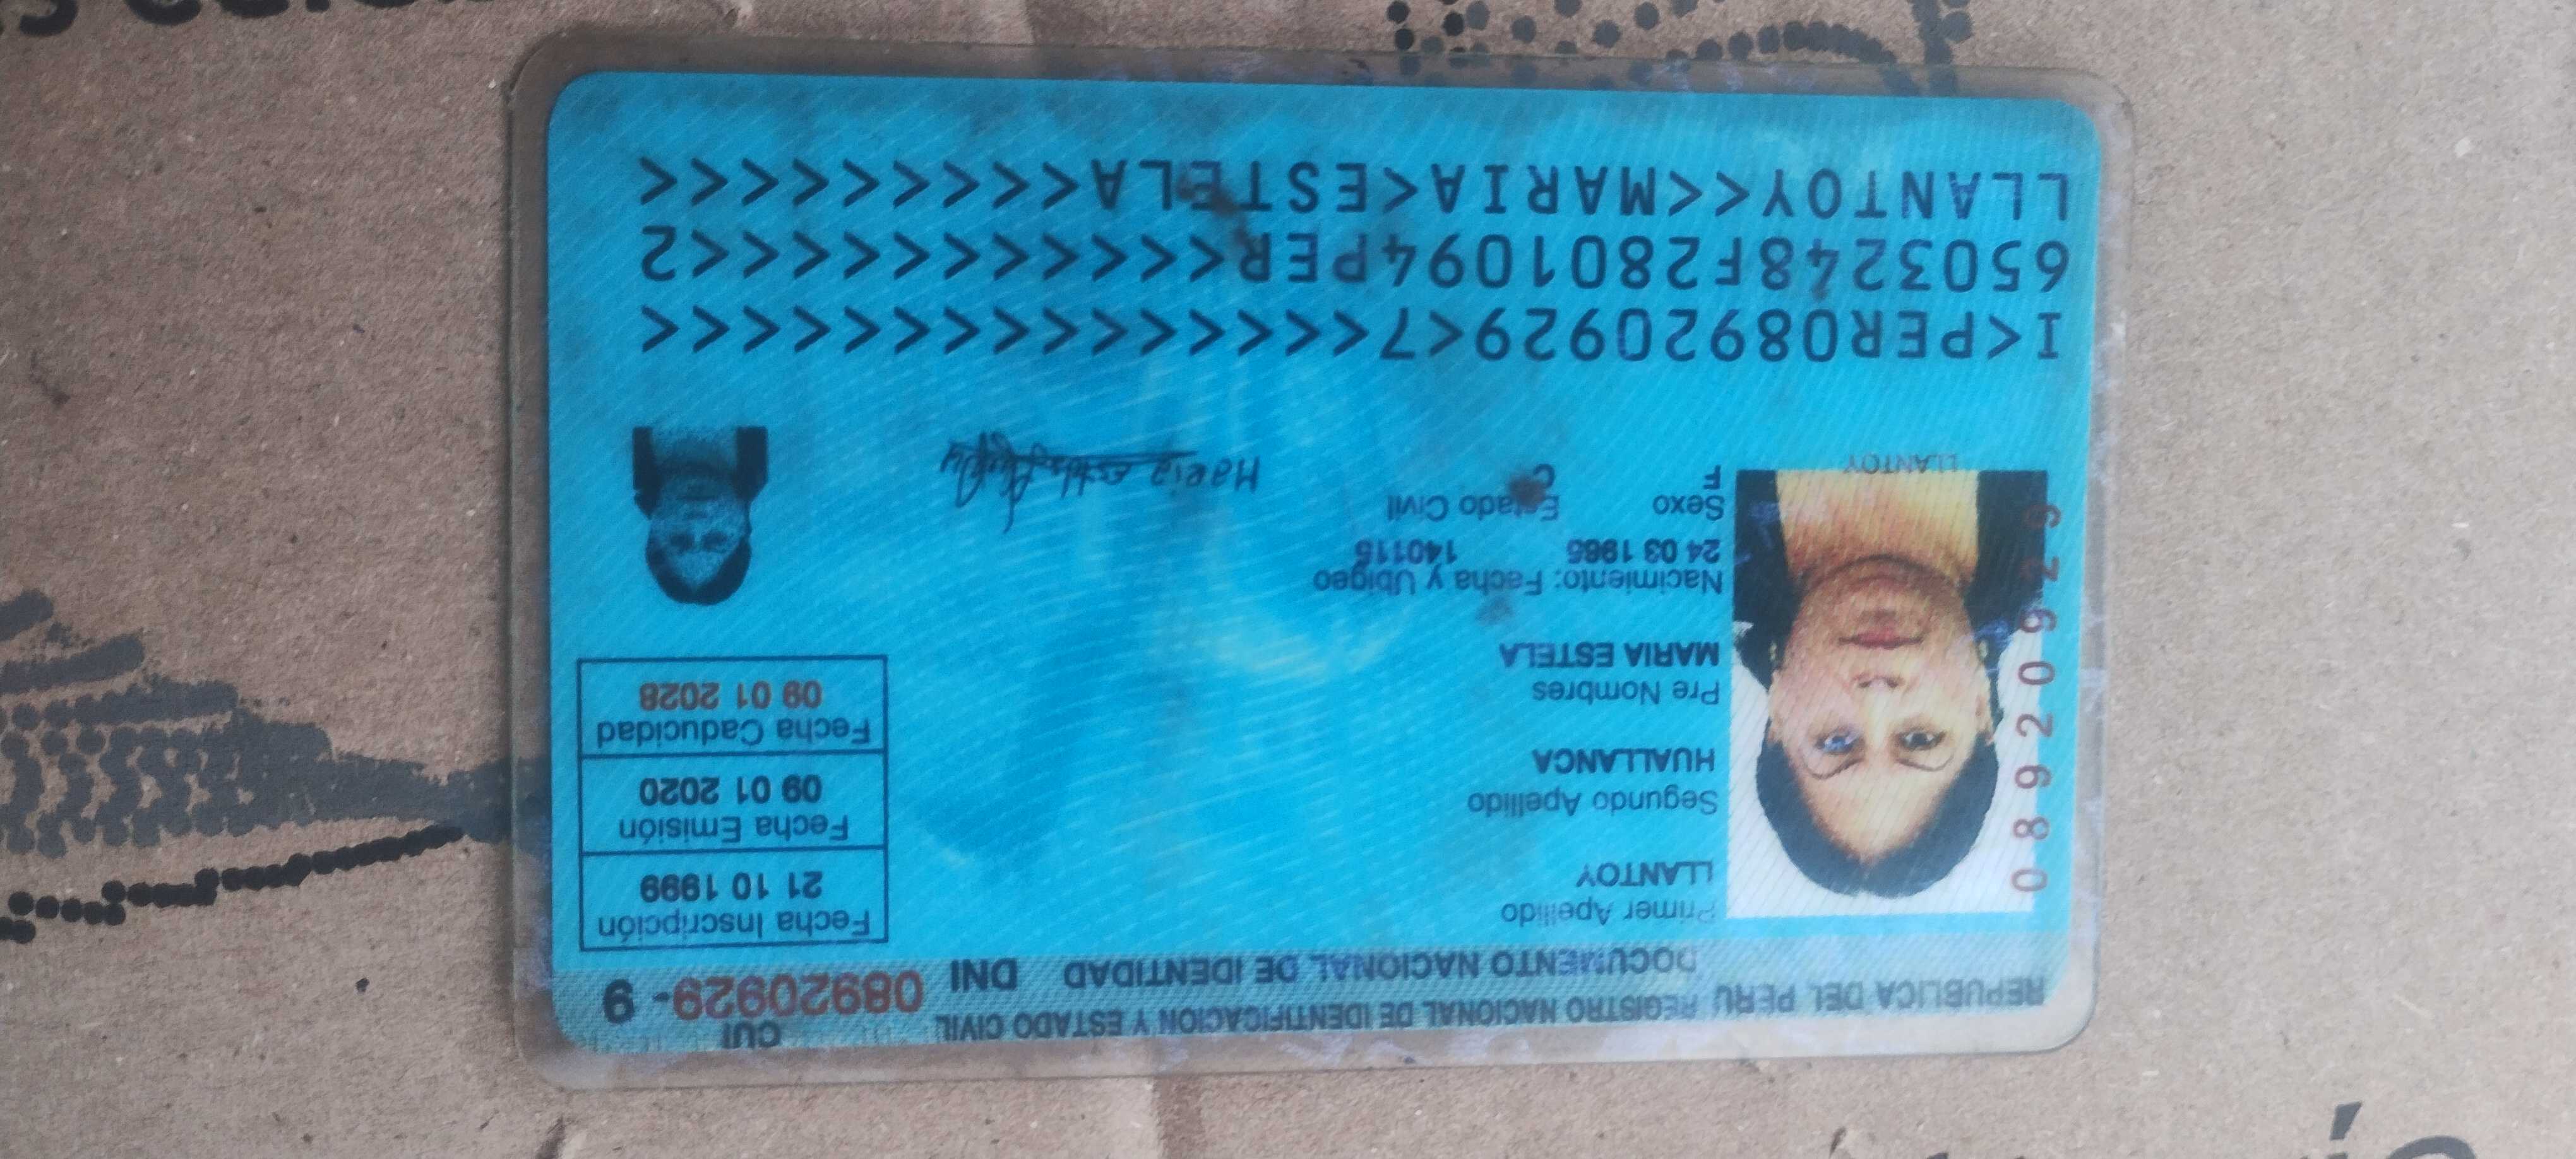 REPUBLICA DEL PERU REGISTRO NACIONAL DE IDENTIFICACION Y ESTADO CIVIL
DOCUMENTO NACIONAL DE IDENTIDAD DNI
CUI
08920929 - 9
Primer Apellido
LLANTOY
Segundo Apellido
HUALLANCA
Pre Nombres
MARIA ESTELA
Nacimiento: Fecha y Ubigeo
24 03 1965 140115
Sexo Estado Civil
F C
Fecha Inscripción
21 10 1999
Fecha Emisión
09 01 2020
Fecha Caducidad
09 01 2028
08920929
LLANTOY
Maria Estela
I<PER08920929<7<<<<<<<<<<<<<<<
6503248F2801094PER<<<<<<<<<<<2
LLANTOY<<MARIA<ESTELA<<<<<<<<<